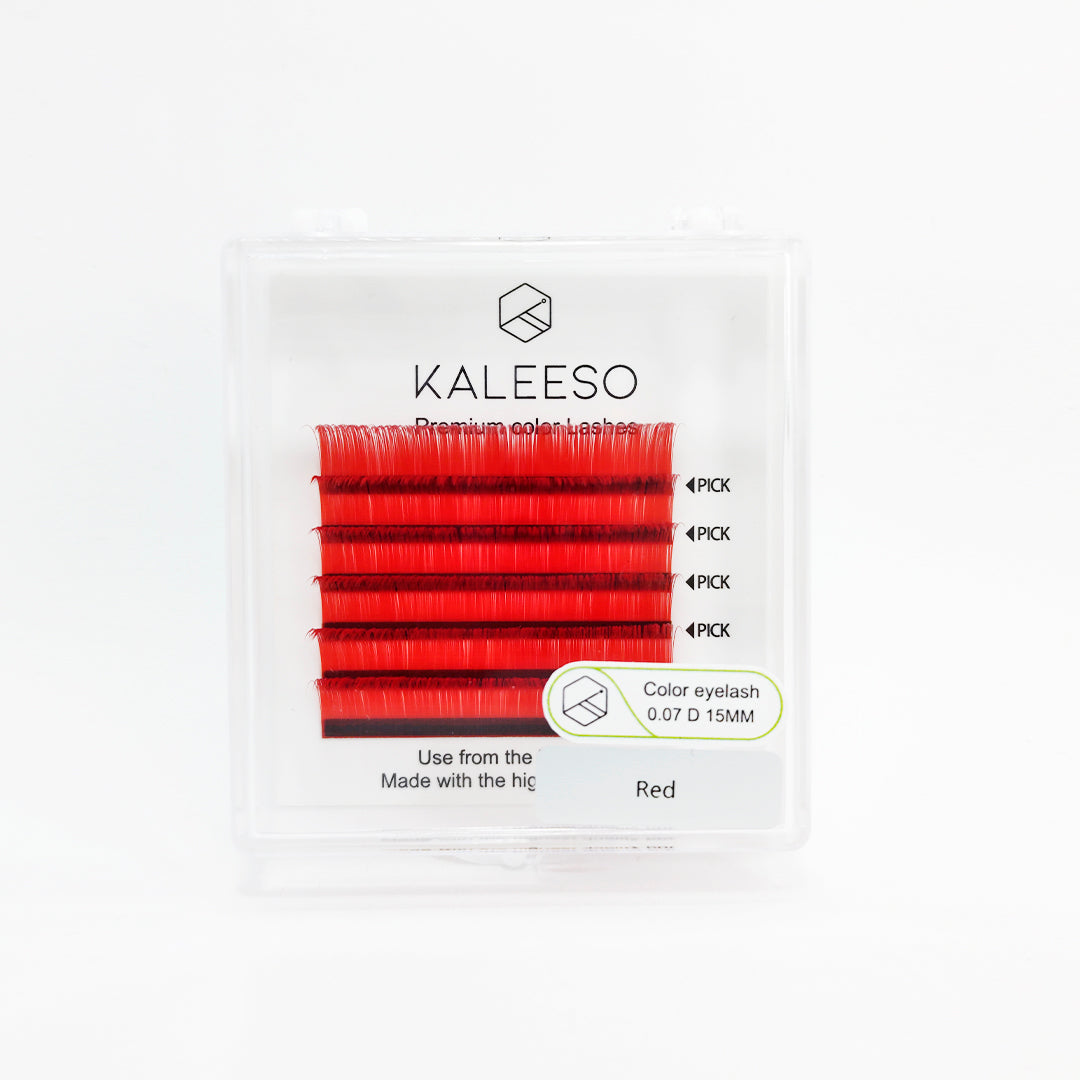 KALEESO
Premium color Lashes
PICK
PICK
PICK
PICK
Color eyelash
0.07 D 15MM
Use from the
Made with the
Red